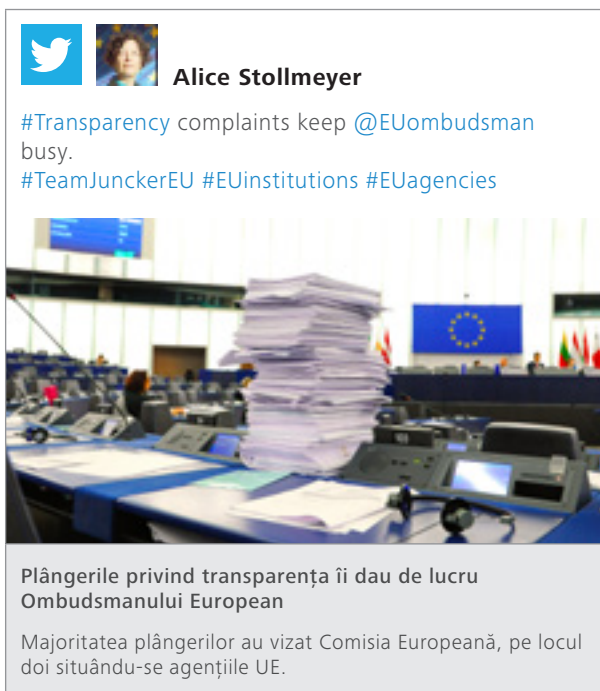 Alice Stollmeyer
#Transparency complaints keep @EUombudsman
busy.
#TeamJunckerEU #EUinstitutions #EUagencies
Plângerile privind transparența îi dau de lucru
Ombudsmanului European
Majoritatea plângerilor au vizat Comisia Europeană, pe locul
doi situându-se agențiile UE.